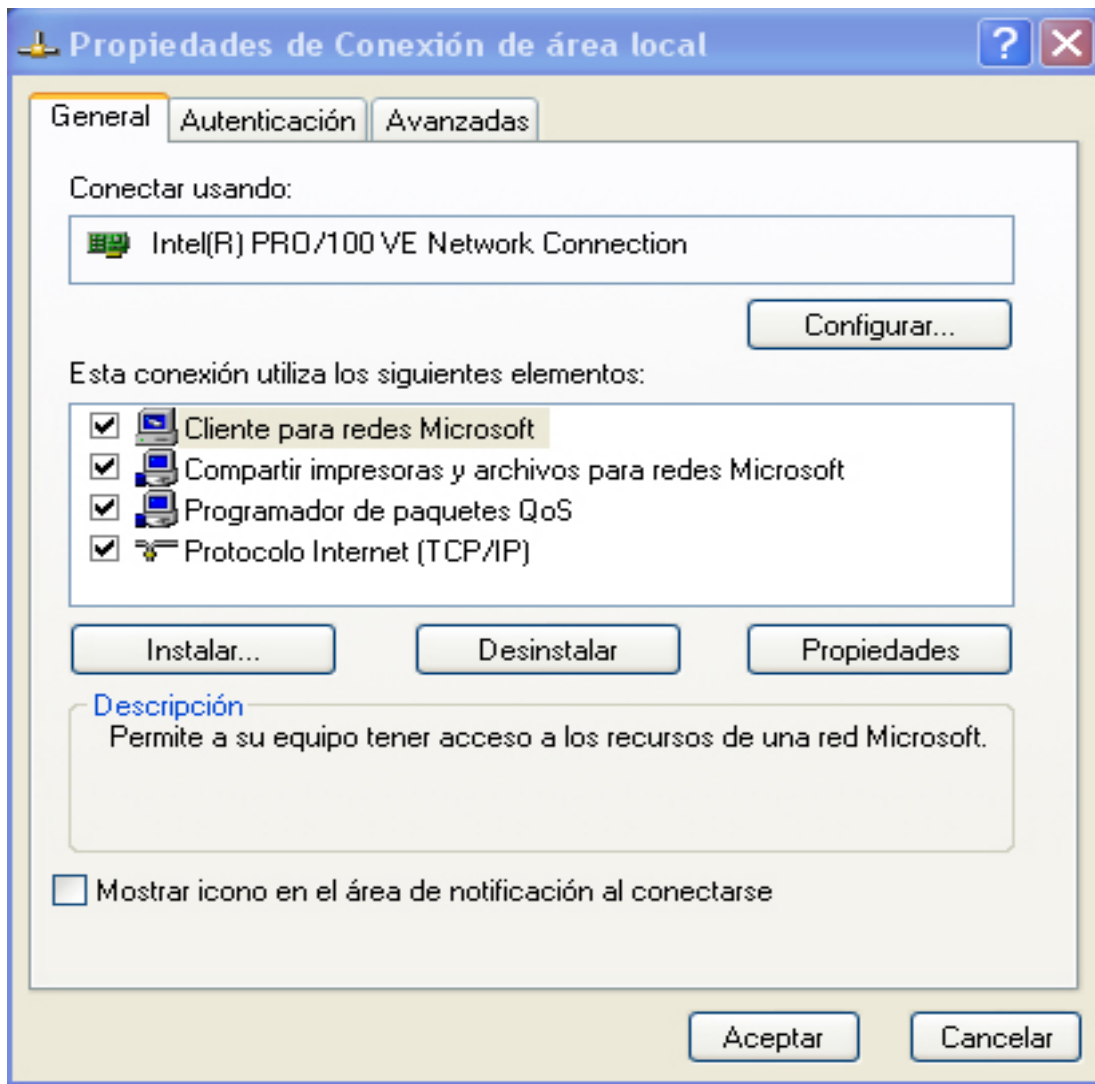 Propiedades de Conexión de área local
General
Autenticación
Avanzadas
Conectar usando:
Intel(R) PRO/100 VE Network Connection
Configurar...
Esta conexión utiliza los siguientes elementos:
Cliente para redes Microsoft
Compartir impresoras y archivos para redes Microsoft
Programador de paquetes QoS
Protocolo Internet (TCP/IP)
Instalar...
Desinstalar
Propiedades
Descripción
Permite a su equipo tener acceso a los recursos de una red Microsoft.
Mostrar icono en el área de notificación al conectarse
Aceptar
Cancelar